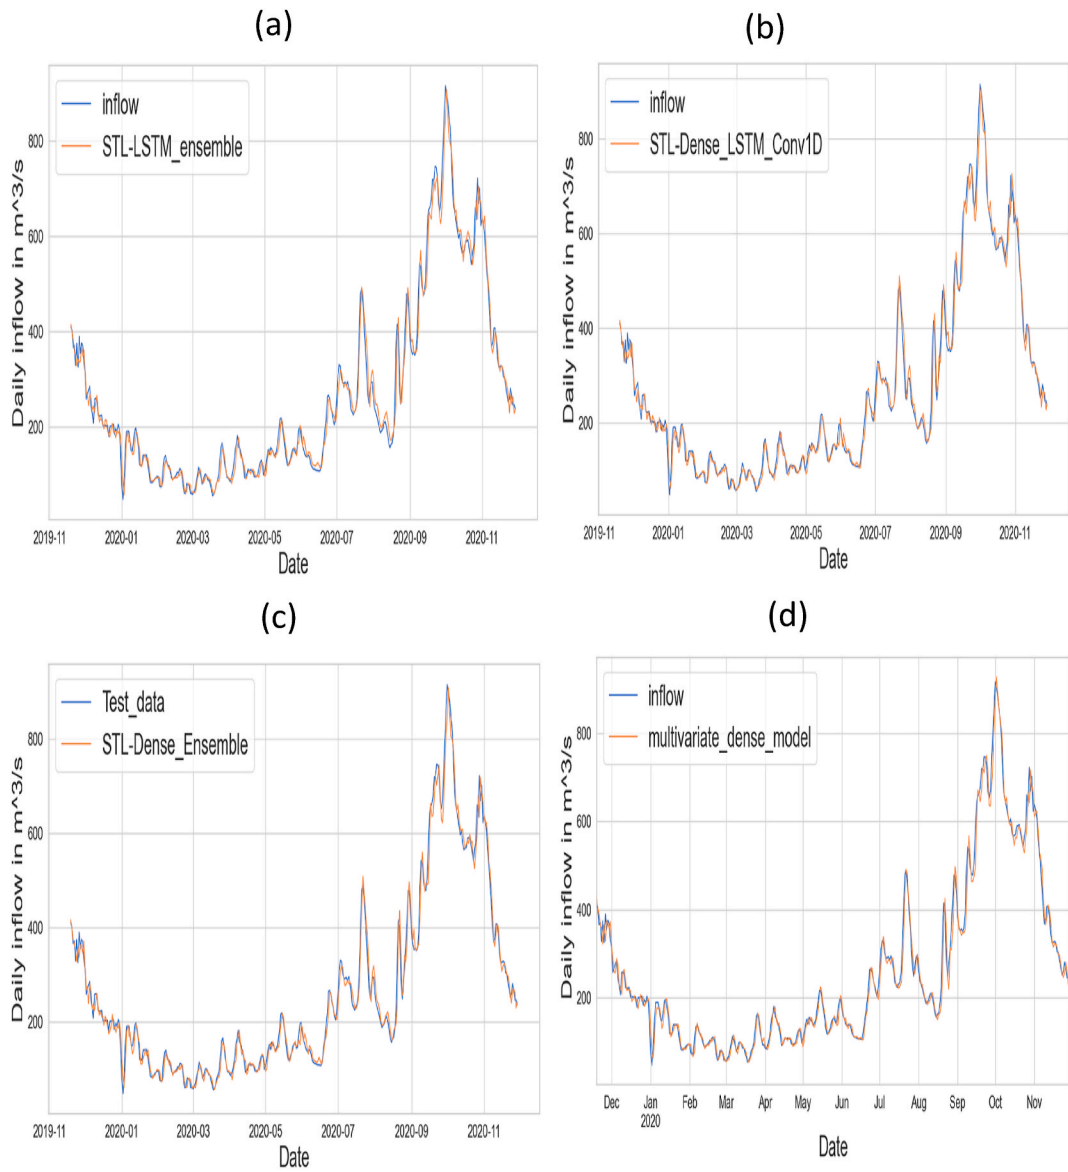 (a)
inflow
STL-LSTM_ensemble
800
600
400
200
2019-11 2020-01 2020-03 2020-05 2020-07 2020-09 2020-11
Date
Daily inflow in m^3/s
(b)
inflow
STL-Dense_LSTM_Conv1D
800
600
400
200
2019-11 2020-01 2020-03 2020-05 2020-07 2020-09 2020-11
Date
Daily inflow in m^3/s
(c)
Test_data
STL-Dense_Ensemble
800
600
400
200
2019-11 2020-01 2020-03 2020-05 2020-07 2020-09 2020-11
Date
Daily inflow in m^3/s
(d)
inflow
multivariate_dense_model
800
600
400
200
Dec Jan Feb Mar Apr May Jun Jul Aug Sep Oct Nov
2020
Date
Daily inflow in m^3/s